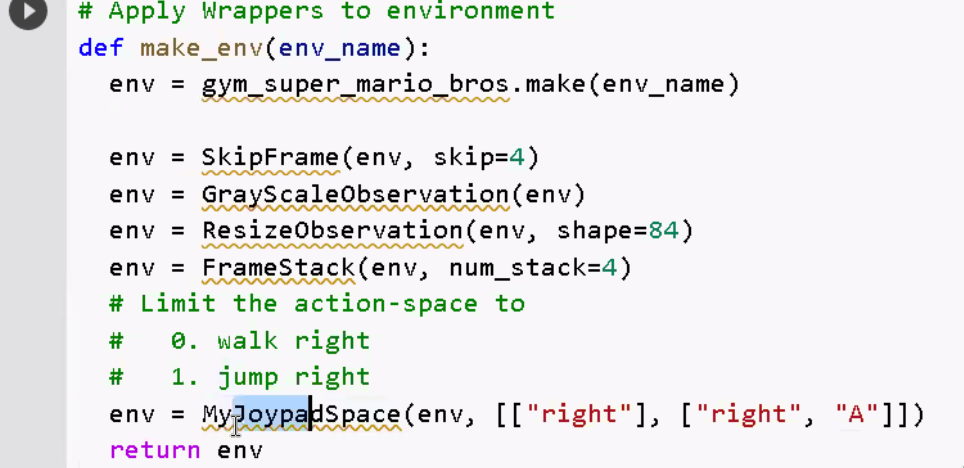 # Apply Wrappers to environment
def make_env(env_name):
env = gym_super_mario_bros.make(env_name)
env = SkipFrame(env, skip=4)
env = GrayScaleObservation(env)
env = ResizeObservation(env, shape=84)
env = FrameStack(env, num_stack=4)
# Limit the action-space to
#   0. walk right
#   1. jump right
env = MyJoypadSpace(env, [["right"], ["right", "A"]])
return env